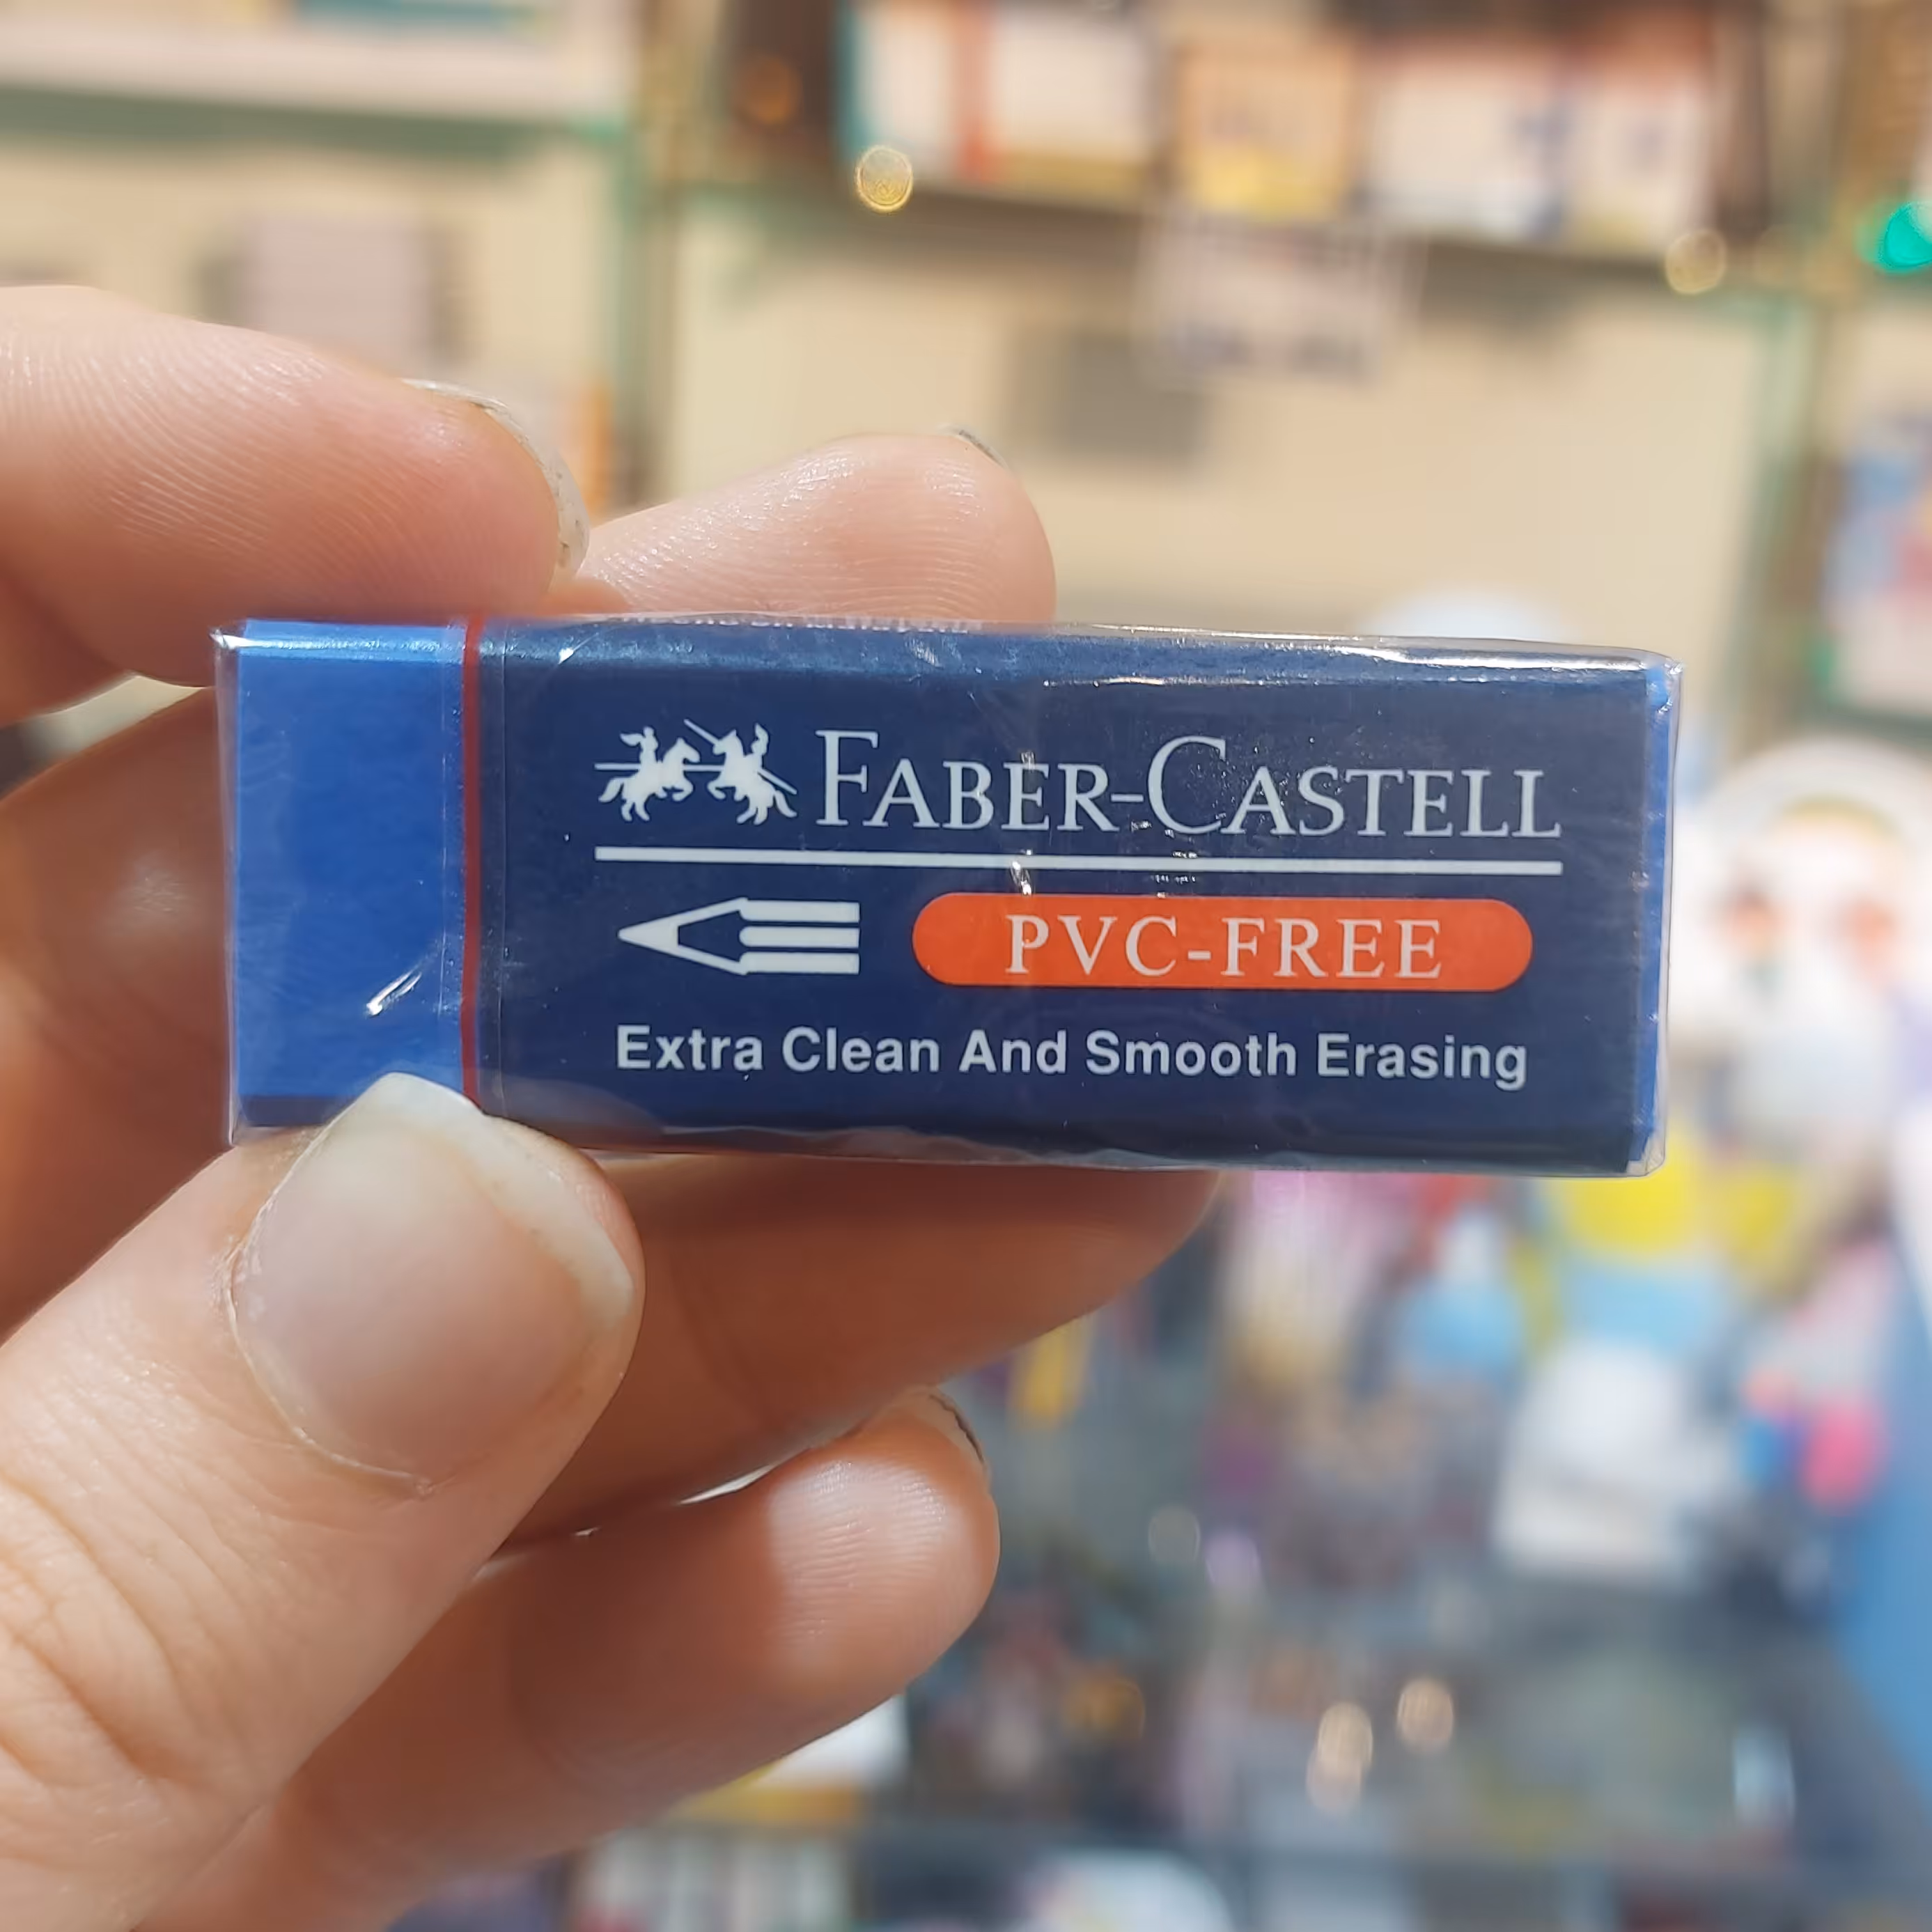 FABER-CASTELL
PVC-FREE
Extra Clean And Smooth Erasing